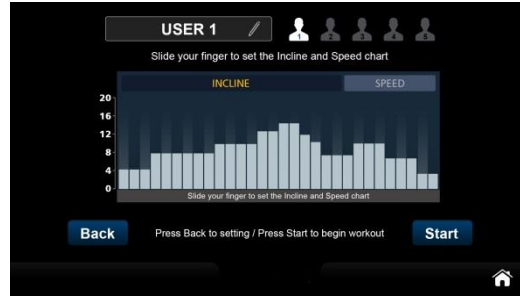 USER 1
1 2 3 4 5
Slide your finger to set the Incline and Speed chart
INCLINE SPEED
20
16
12
8
4
0
Slide your finger to set the Incline and Speed chart
Back Press Back to setting / Press Start to begin workout Start